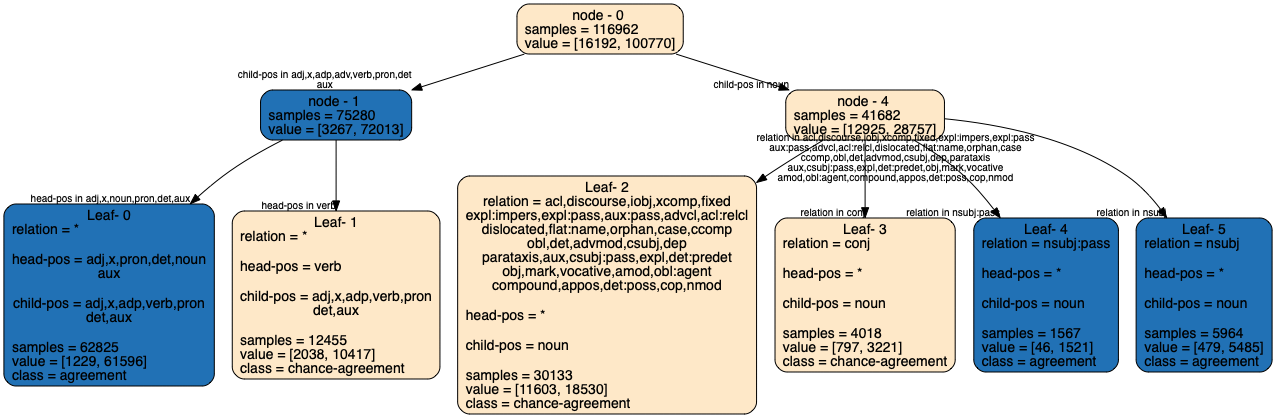 node - 0
samples = 116962
value = [16192, 100770]
child-pos in adj,x,adp,adv,verb,pron,det
aux
child-pos in noun
node - 1
samples = 75280
value = [3267, 72013]
node - 4
samples = 41682
value = [12925, 28757]
relation in acl,discourse,iobj,xcomp,fixed,expl:impers,expl:pass
aux:pass,advcl,acl:relcl,dislocated,flat:name,orphan,case
ccomp,obl,det,advmod,csubj,dep,parataxis
aux,csubj:pass,expl,det:predet,obj,mark,vocative
amod,obl:agent,compound,appos,det:poss,cop,nmod
head-pos in adj,x,noun,pron,det,aux
head-pos in verb
relation in conj
relation in nsubj:pass
relation in nsubj
Leaf- 0
relation = *
head-pos = adj,x,pron,det,noun
aux
child-pos = adj,x,adp,verb,pron
det,aux
samples = 62825
value = [1229, 61596]
class = agreement
Leaf- 1
relation = *
head-pos = verb
child-pos = adj,x,adp,verb,pron
det,aux
samples = 12455
value = [2038, 10417]
class = chance-agreement
Leaf- 2
relation = acl,discourse,iobj,xcomp,fixed
expl:impers,expl:pass,aux:pass,advcl,acl:relcl
dislocated,flat:name,orphan,case,ccomp
obl,det,advmod,csubj,dep
parataxis,aux,csubj:pass,expl,det:predet
obj,mark,vocative,amod,obl:agent
compound,appos,det:poss,cop,nmod
head-pos = *
child-pos = noun
samples = 30133
value = [11603, 18530]
class = chance-agreement
Leaf- 3
relation = conj
head-pos = *
child-pos = noun
samples = 4018
value = [797, 3221]
class = chance-agreement
Leaf- 4
relation = nsubj:pass
head-pos = *
child-pos = noun
samples = 1567
value = [46, 1521]
class = agreement
Leaf- 5
relation = nsubj
head-pos = *
child-pos = noun
samples = 5964
value = [479, 5485]
class = agreement